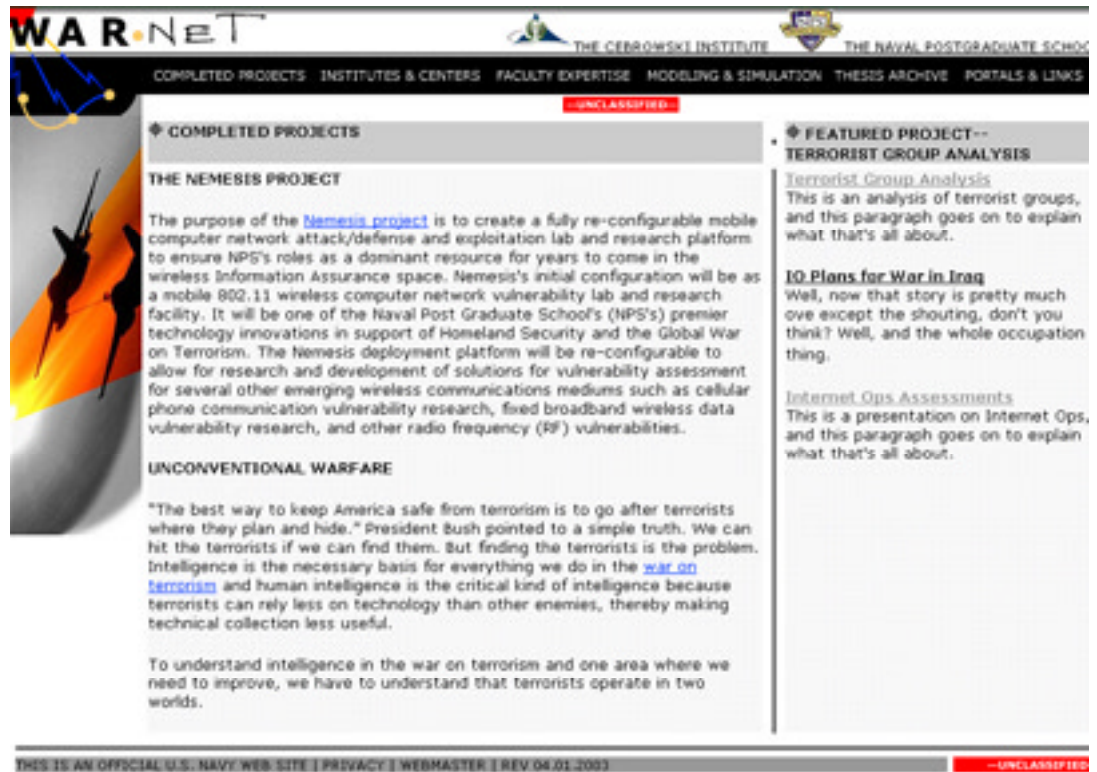 WAR•NET
THE CEBROWSKI INSTITUTE
THE NAVAL POSTGRADUATE SCHOO
COMPLETED PROJECTS INSTITUTES & CENTERS FACULTY EXPERTISE MODELING & SIMULATION THESIS ARCHIVE PORTALS & LINKS
--UNCLASSIFIED--
COMPLETED PROJECTS
THE NEMESIS PROJECT
The purpose of the Nemesis project is to create a fully re-configurable mobile
computer network attack/defense and exploitation lab and research platform
to ensure NPS's roles as a dominant resource for years to come in the
wireless Information Assurance space. Nemesis's initial configuration will be as
a mobile 802.11 wireless computer network vulnerability lab and research
facility. It will be one of the Naval Post Graduate School's (NPS's) premier
technology innovations in support of Homeland Security and the Global War
on Terrorism. The Nemesis deployment platform will be re-configurable to
allow for research and development of solutions for vulnerability assessment
for several other emerging wireless communications mediums such as cellular
phone communication vulnerability research, fixed broadband wireless data
vulnerability research, and other radio frequency (RF) vulnerabilities.
UNCONVENTIONAL WARFARE
"The best way to keep America safe from terrorism is to go after terrorists
where they plan and hide." President Bush pointed to a simple truth. We can
hit the terrorists if we can find them. But finding the terrorists is the problem.
Intelligence is the necessary basis for everything we do in the war on
terrorism and human intelligence is the critical kind of intelligence because
terrorists can rely less on technology than other enemies, thereby making
technical collection less useful.
To understand intelligence in the war on terrorism and one area where we
need to improve, we have to understand that terrorists operate in two
worlds.
FEATURED PROJECT--
TERRORIST GROUP ANALYSIS
Terrorist Group Analysis
This is an analysis of terrorist groups,
and this paragraph goes on to explain
what that's all about.
IO Plans for War in Iraq
Well, now that story is pretty much
ove except the shouting, don't you
think? Well, and the whole occupation
thing.
Internet Ops Assessments
This is a presentation on Internet Ops,
and this paragraph goes on to explain
what that's all about.
THIS IS AN OFFICIAL U.S. NAVY WEB SITE | PRIVACY | WEBMASTER | REV 04.01.2003
--UNCLASSIFIED